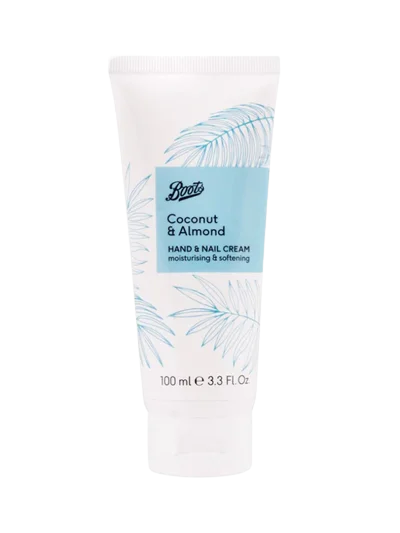 Boots
Coconut
& Almond
HAND & NAIL CREAM
moisturising & softening
100 ml ℮ 3.3 Fl. Oz